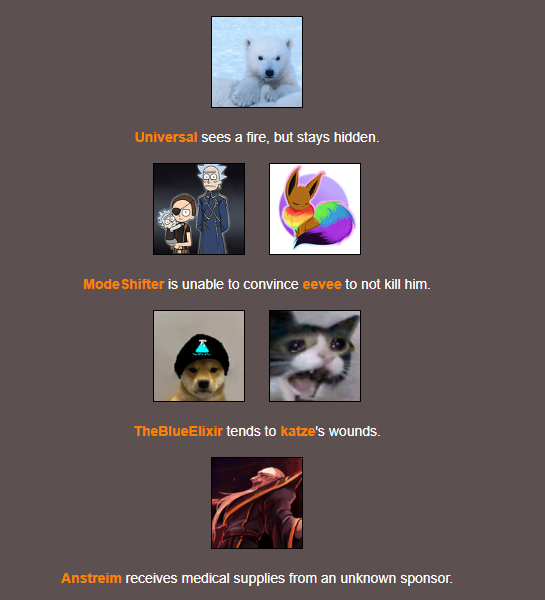 Universal sees a fire, but stays hidden.
ModeShifter is unable to convince eevee to not kill him.
TheBlueElixir tends to katze's wounds.
Anstreim receives medical supplies from an unknown sponsor.